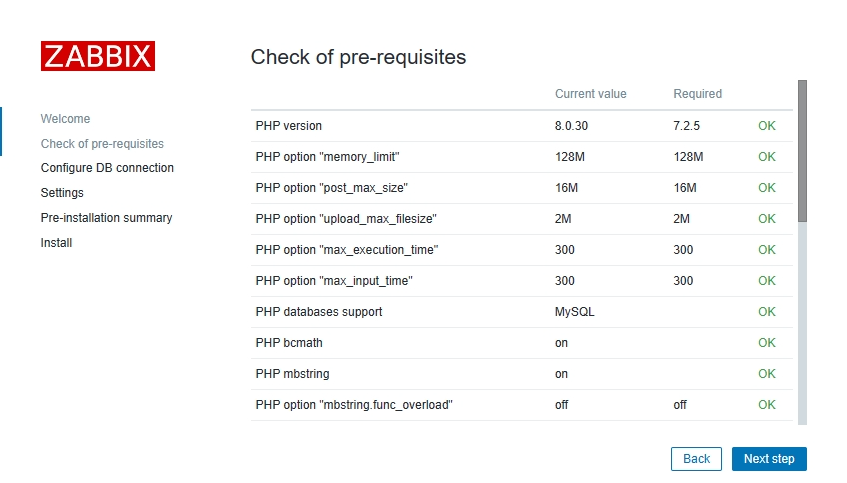 ZABBIX
Check of pre-requisites
Welcome
Check of pre-requisites
Configure DB connection
Settings
Pre-installation summary
Install
Current value Required
PHP version 8.0.30 7.2.5 OK
PHP option "memory_limit" 128M 128M OK
PHP option "post_max_size" 16M 16M OK
PHP option "upload_max_filesize" 2M 2M OK
PHP option "max_execution_time" 300 300 OK
PHP option "max_input_time" 300 300 OK
PHP databases support MySQL OK
PHP bcmath on OK
PHP mbstring on OK
PHP option "mbstring.func_overload" off off OK
Back Next step